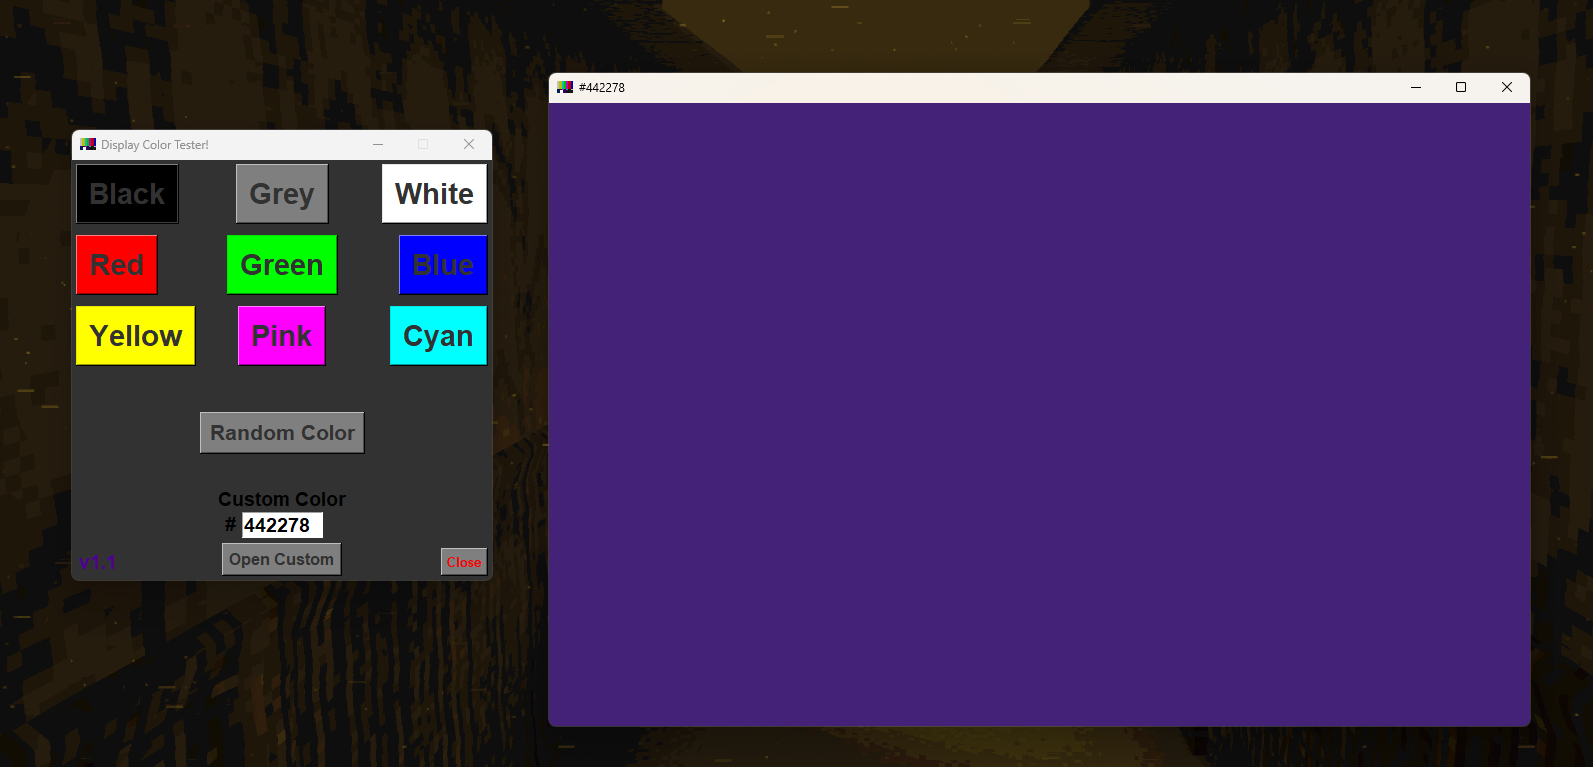 Display Color Tester!
Black
Grey
White
Red
Green
Blue
Yellow
Pink
Cyan
Random Color
Custom Color
# 442278
Open Custom
v1.1
Close
#442278